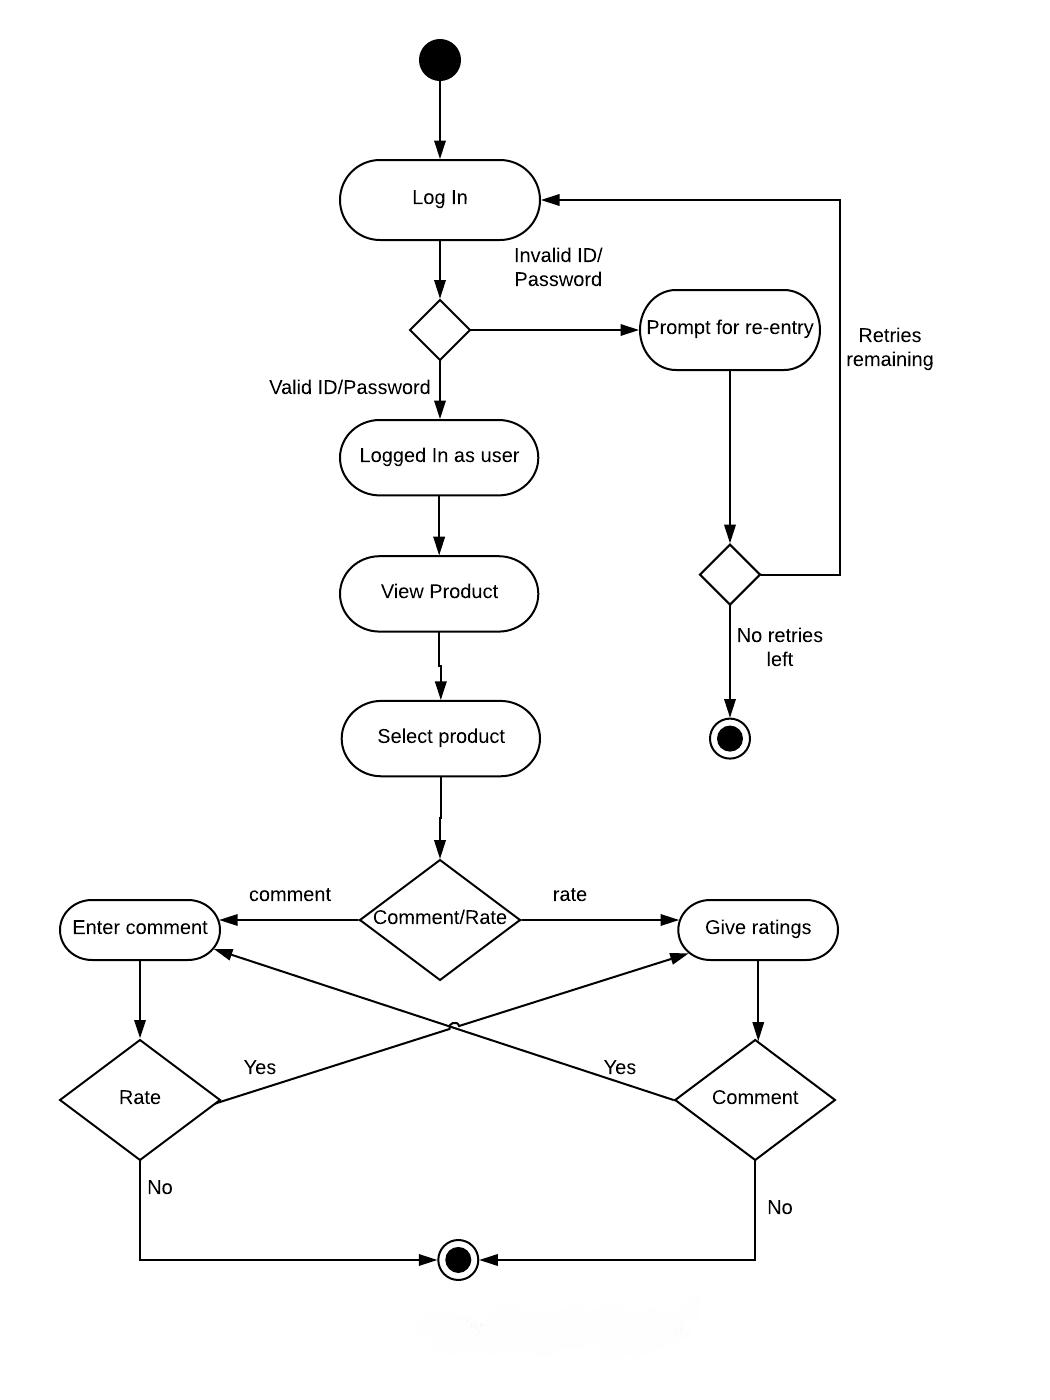 Log In
Invalid ID/
Password
Prompt for re-entry
Retries
remaining
Valid ID/Password
Logged In as user
View Product
No retries
left
Select product
comment
rate
Enter comment
Comment/Rate
Give ratings
Yes
Yes
Rate
Comment
No
No